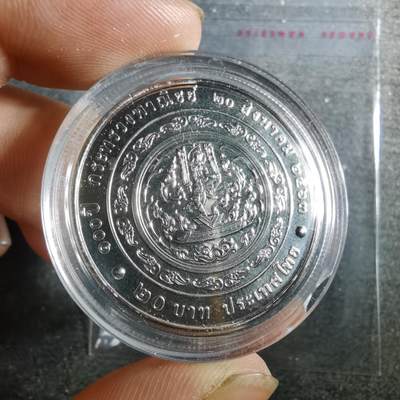 ๑๐๐ปี กระทรวงพาณิชย์ ๒๐ สิงหาคม ๒๕๖๓
๒๐ บาท ประเทศไทย